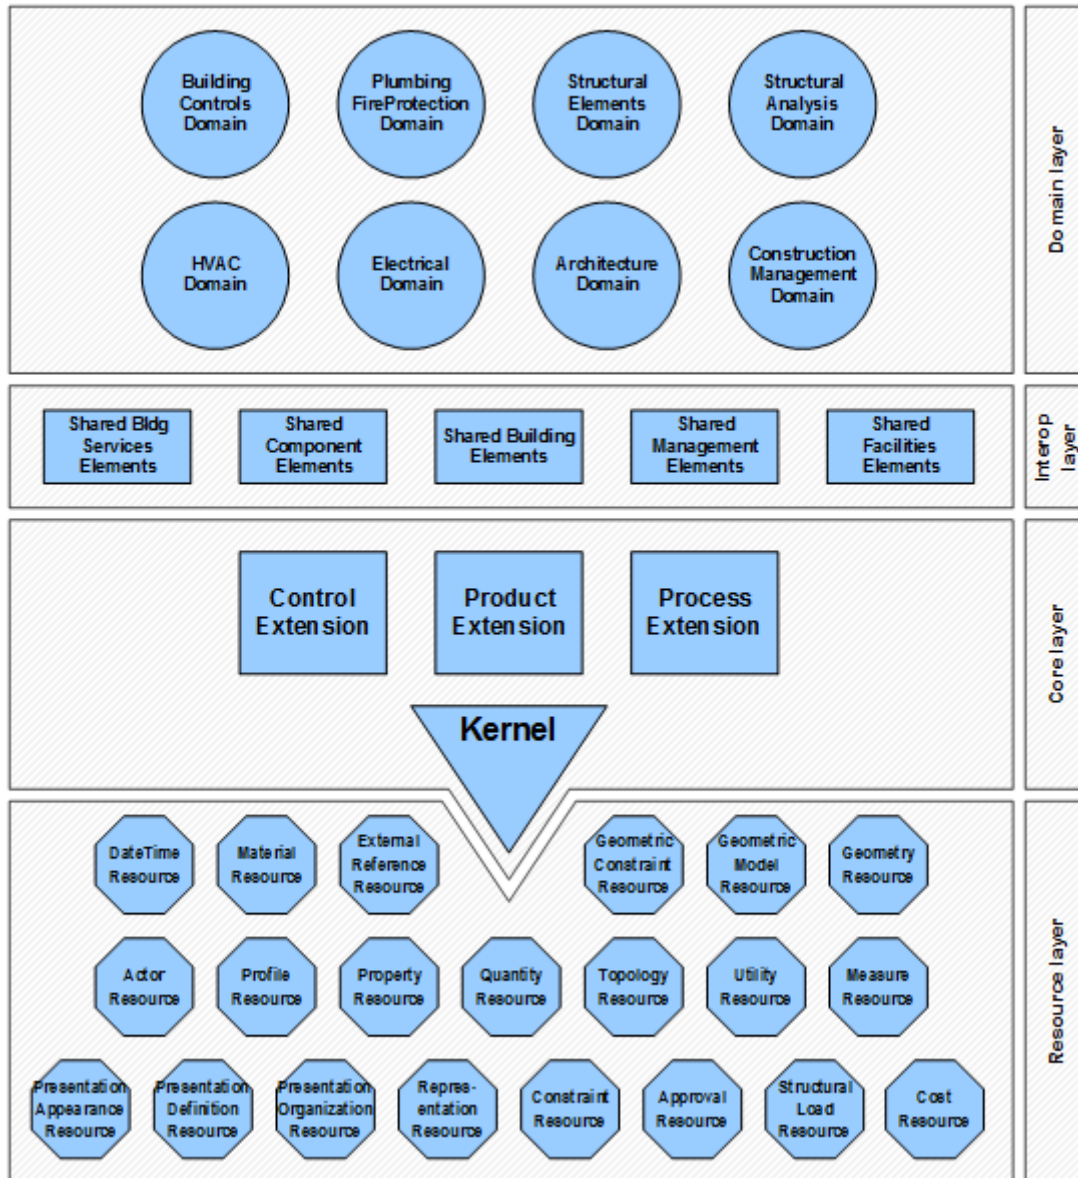 Building
Controls
Domain
Plumbing
FireProtection
Domain
Structural
Elements
Domain
Structural
Analysis
Domain
HVAC
Domain
Electrical
Domain
Architecture
Domain
Construction
Management
Domain
Domain layer
Shared Bldg
Services
Elements
Shared
Component
Elements
Shared Building
Elements
Shared
Management
Elements
Shared
Facilities
Elements
Interop
layer
Control
Extension
Product
Extension
Process
Extension
Kernel
Core layer
DateTime
Resource
Material
Resource
External
Reference
Resource
Geometric
Constraint
Resource
Geometric
Model
Resource
Geometry
Resource
Actor
Resource
Profile
Resource
Property
Resource
Quantity
Resource
Topology
Resource
Utility
Resource
Measure
Resource
Presentation
Appearance
Resource
Presentation
Definition
Resource
Presentation
Organization
Resource
Repres-
entation
Resource
Constraint
Resource
Approval
Resource
Structural
Load
Resource
Cost
Resource
Resource layer